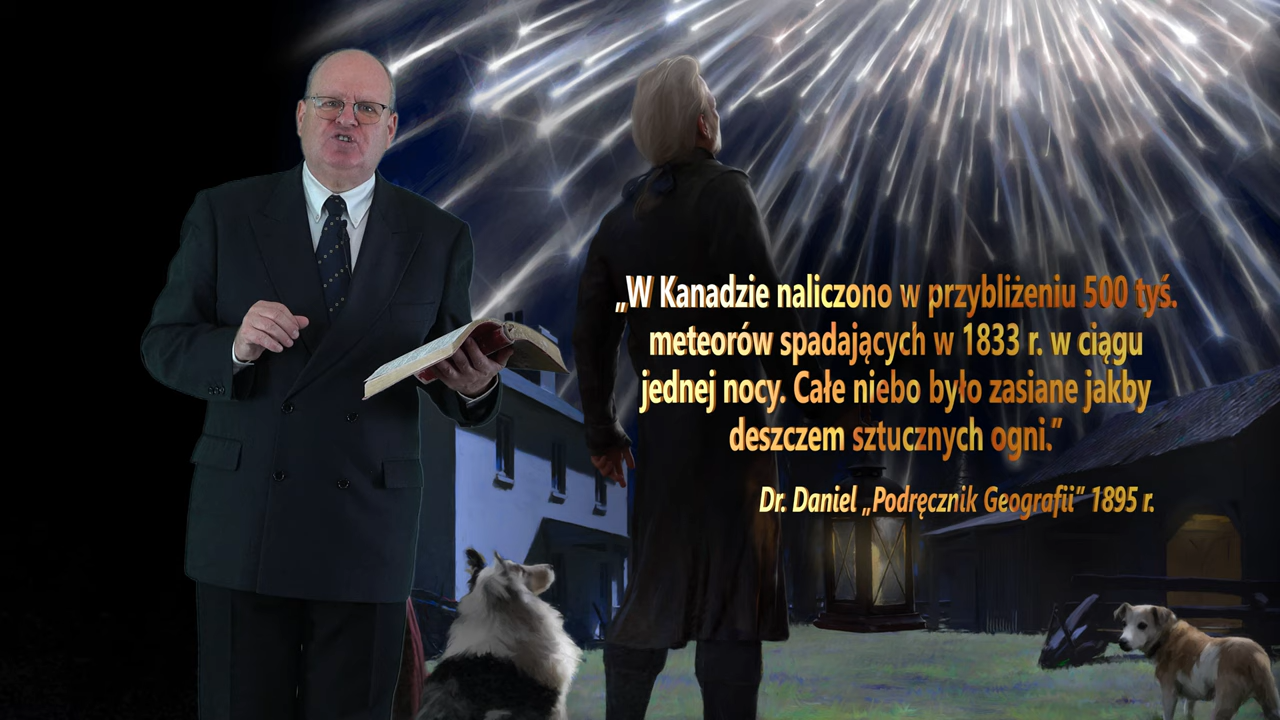 „W Kanadzie naliczono w przybliżeniu 500 tyś.
meteorów spadających w 1833 r. w ciągu
jednej nocy. Całe niebo było zasiane jakby
deszczem sztucznych ogni.”
Dr. Daniel „Podręcznik Geografii” 1895 r.